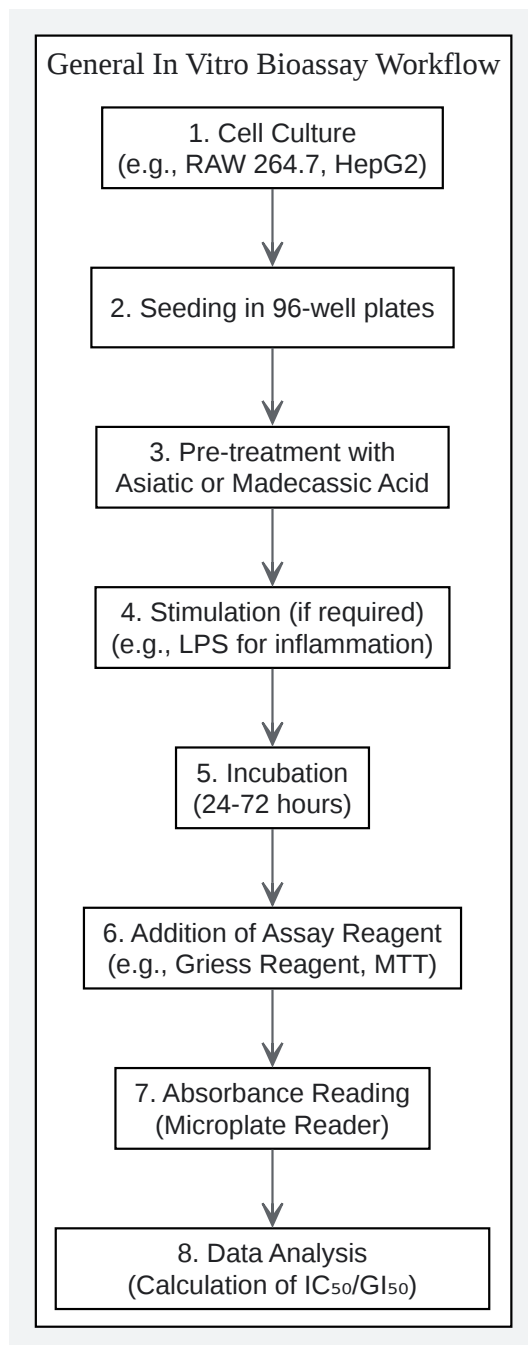 General In Vitro Bioassay Workflow
1. Cell Culture
(e.g., RAW 264.7, HepG2)
2. Seeding in 96-well plates
3. Pre-treatment with
Asiatic or Madecassic Acid
4. Stimulation (if required)
(e.g., LPS for inflammation)
5. Incubation
(24-72 hours)
6. Addition of Assay Reagent
(e.g., Griess Reagent, MTT)
7. Absorbance Reading
(Microplate Reader)
8. Data Analysis
(Calculation of IC₅₀/GI₅₀)